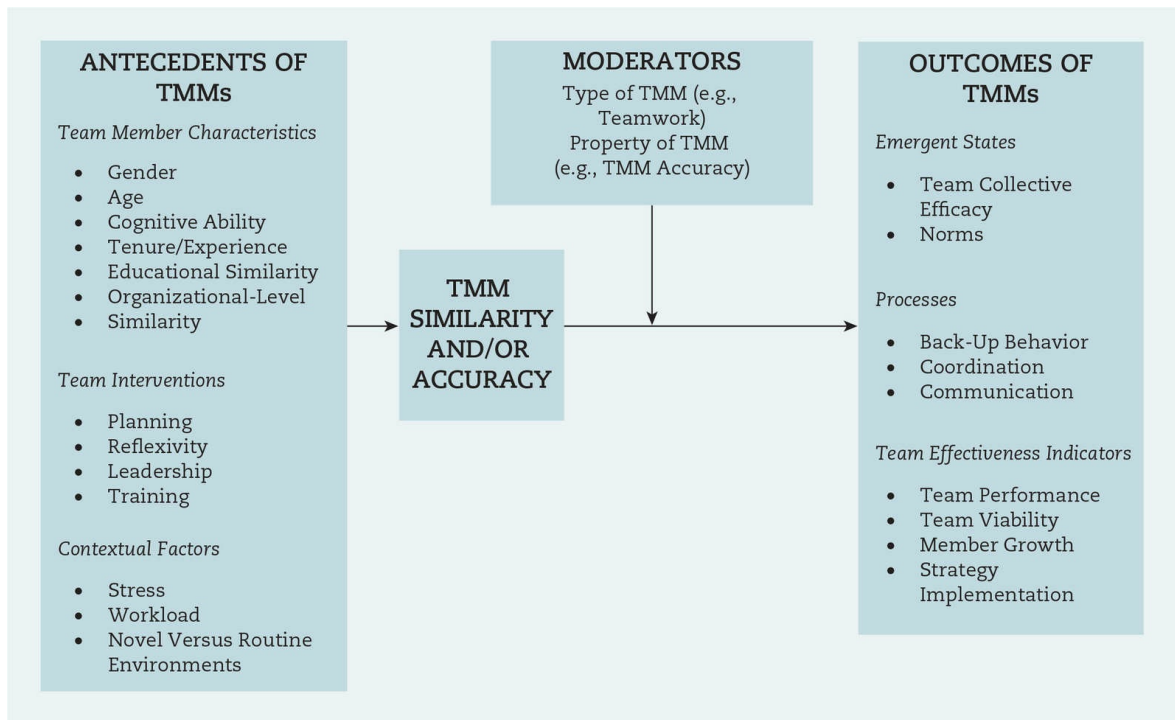 ANTECEDENTS OF
TMMs
Team Member Characteristics
• Gender
• Age
• Cognitive Ability
• Tenure/Experience
• Educational Similarity
• Organizational-Level
• Similarity
Team Interventions
• Planning
• Reflexivity
• Leadership
• Training
Contextual Factors
• Stress
• Workload
• Novel Versus Routine
Environments
TMM
SIMILARITY
AND/OR
ACCURACY
MODERATORS
Type of TMM (e.g.,
Teamwork)
Property of TMM
(e.g., TMM Accuracy)
OUTCOMES OF
TMMs
Emergent States
• Team Collective
Efficacy
• Norms
Processes
• Back-Up Behavior
• Coordination
• Communication
Team Effectiveness Indicators
• Team Performance
• Team Viability
• Member Growth
• Strategy
Implementation